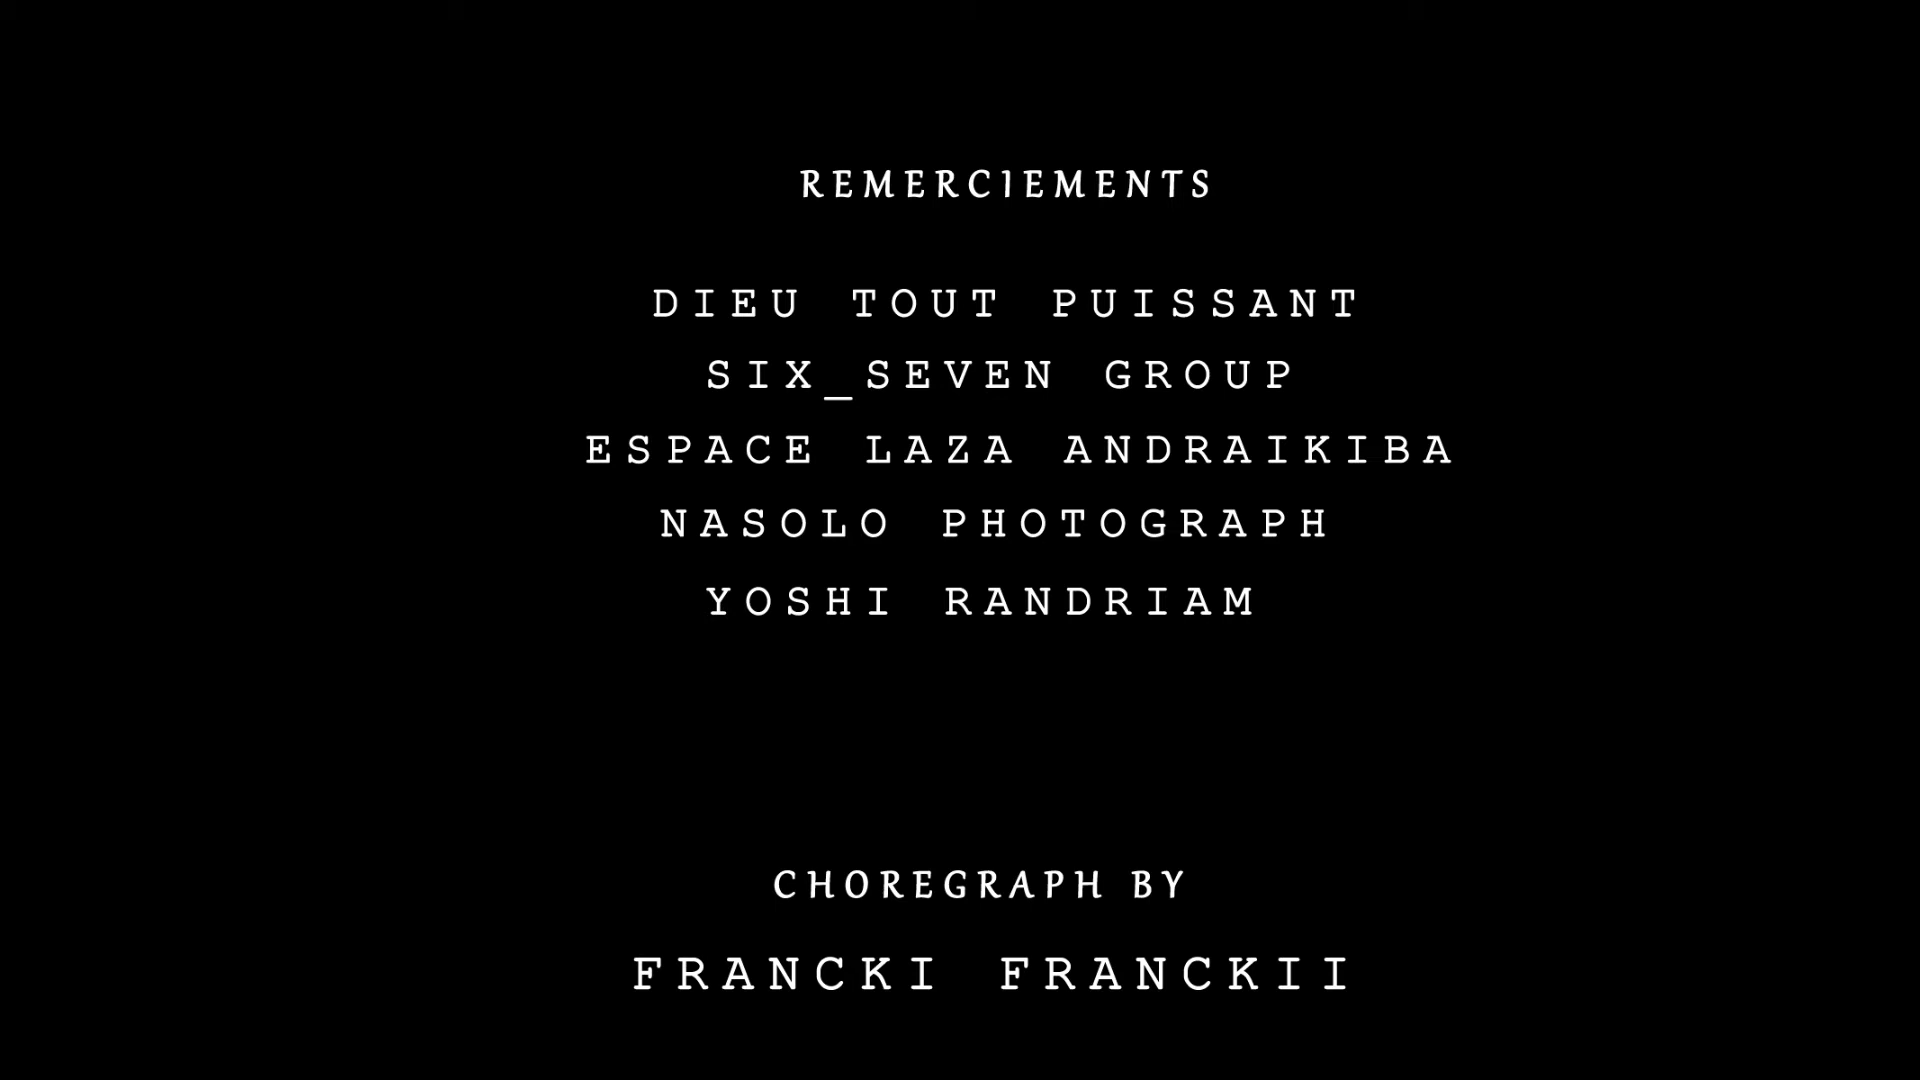 REMERCIEMENTS
DIEU TOUT PUISSANT
SIX_SEVEN GROUP
ESPACE LAZA ANDRAIKIBA
NASOLO PHOTOGRAPH
YOSHI RANDRIAM
CHOREGRAPH BY
FRANCKI FRANCKII